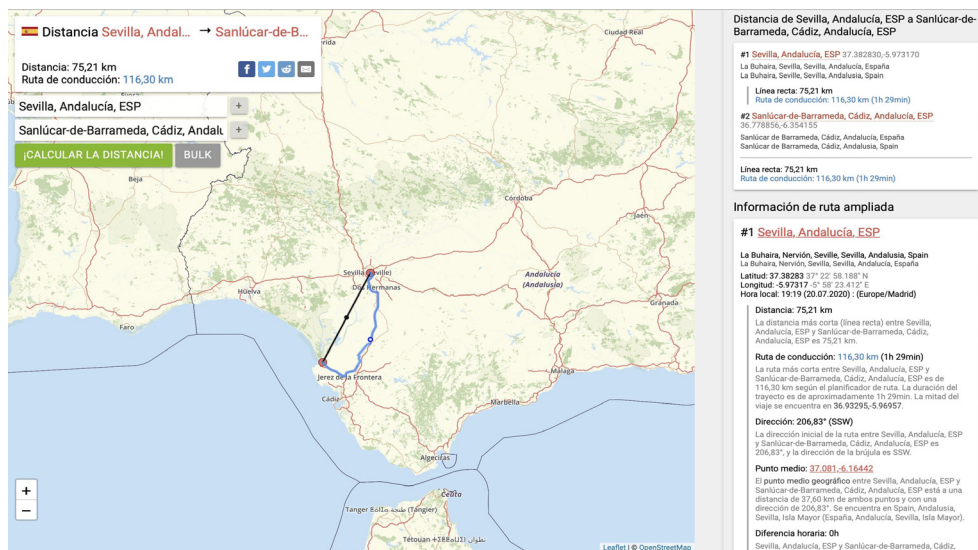 Distancia Sevilla, Andal... → Sanlúcar-de-B...
Distancia: 75,21 km
Ruta de conducción: 116,30 km
Sevilla, Andalucía, ESP
+
Sanlúcar-de-Barrameda, Cádiz, Andalu
+
¡CALCULAR LA DISTANCIA!
BULK
Ciudad Real
Beja
Córdoba
Jaén
Sevilla (Seville)
Dos Hermanas
Andalucía
(Andalusia)
Huelva
Granada
Faro
Jerez de la Frontera
Málaga
Cádiz
Marbella
Algeciras
Ceuta
Tanger ⵟⴰⵏⵊⴰ طنجة (Tangier)
+
−
Leaflet | © OpenStreetMap
Distancia de Sevilla, Andalucía, ESP a Sanlúcar-de-
Barrameda, Cádiz, Andalucía, ESP
#1 Sevilla, Andalucía, ESP 37.382830,-5.973170
La Buhaira, Sevilla, Sevilla, Andalucía, España
La Buhaira, Seville, Sevilla, Andalusia, Spain
Línea recta: 75,21 km
Ruta de conducción: 116,30 km (1h 29min)
#2 Sanlúcar-de-Barrameda, Cádiz, Andalucía, ESP
36.778856,-6.354155
Sanlúcar de Barrameda, Cádiz, Andalucía, España
Sanlúcar de Barrameda, Cádiz, Andalusia, Spain
Línea recta: 75,21 km
Ruta de conducción: 116,30 km (1h 29min)
Información de ruta ampliada
#1 Sevilla, Andalucía, ESP
La Buhaira, Nervión, Seville, Sevilla, Andalusia, Spain
La Buhaira, Nervión, Sevilla, Sevilla, Andalucía, España
Latitud: 37.38283 37° 22' 58.188" N
Longitud: -5.97317 -5° 58' 23.412" E
Hora local: 19:19 (20.07.2020) : (Europe/Madrid)
Distancia: 75,21 km
La distancia más corta (línea recta) entre Sevilla,
Andalucía, ESP y Sanlúcar-de-Barrameda, Cádiz,
Andalucía, ESP es 75,21 km.
Ruta de conducción: 116,30 km (1h 29min)
La ruta más corta entre Sevilla, Andalucía, ESP y
Sanlúcar-de-Barrameda, Cádiz, Andalucía, ESP es de
116,30 km según el planificador de ruta. La duración del
trayecto es de aproximadamente 1h 29min. La mitad del
viaje se encuentra en 36.93295,-5.96957.
Dirección: 206,83° (SSW)
La dirección inicial de la ruta entre Sevilla, Andalucía, ESP
y Sanlúcar-de-Barrameda, Cádiz, Andalucía, ESP es
206,83°, y la dirección de la brújula es SSW.
Punto medio: 37.081,-6.16442
El punto medio geográfico entre Sevilla, Andalucía, ESP y
Sanlúcar-de-Barrameda, Cádiz, Andalucía, ESP está a una
distancia de 37,60 km de ambos puntos y con una
dirección de 206,83°. Se encuentra en Spain, Andalusia,
Sevilla, Isla Mayor (España, Andalucía, Sevilla, Isla Mayor).
Diferencia horaria: 0h
Sevilla, Andalucía, ESP y Sanlúcar-de-Barrameda, Cádiz,